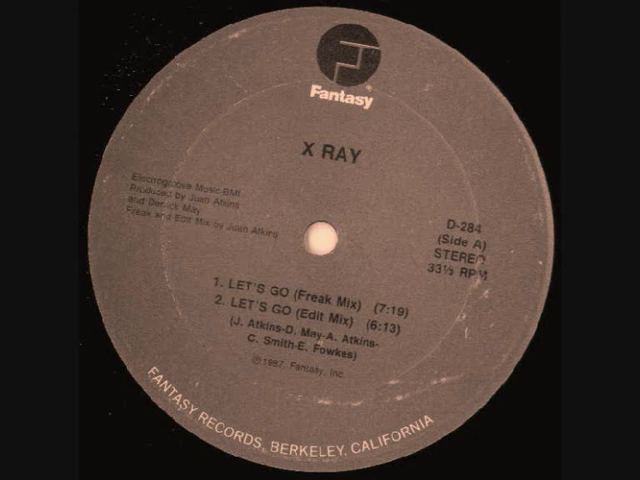 Fantasy
X RAY
Electrogroove Music-BMI
Produced by Juan Atkins
and Derrick May
Freak and Edit Mix by Juan Atkins
D-284
(Side A)
STEREO
33⅓ RPM
1. LET'S GO (Freak Mix) (7:19)
2. LET'S GO (Edit Mix) (6:13)
(J. Atkins-D. May-A. Atkins-
C. Smith-E. Fowkes)
℗1987, Fantasy, Inc.
FANTASY RECORDS, BERKELEY, CALIFORNIA